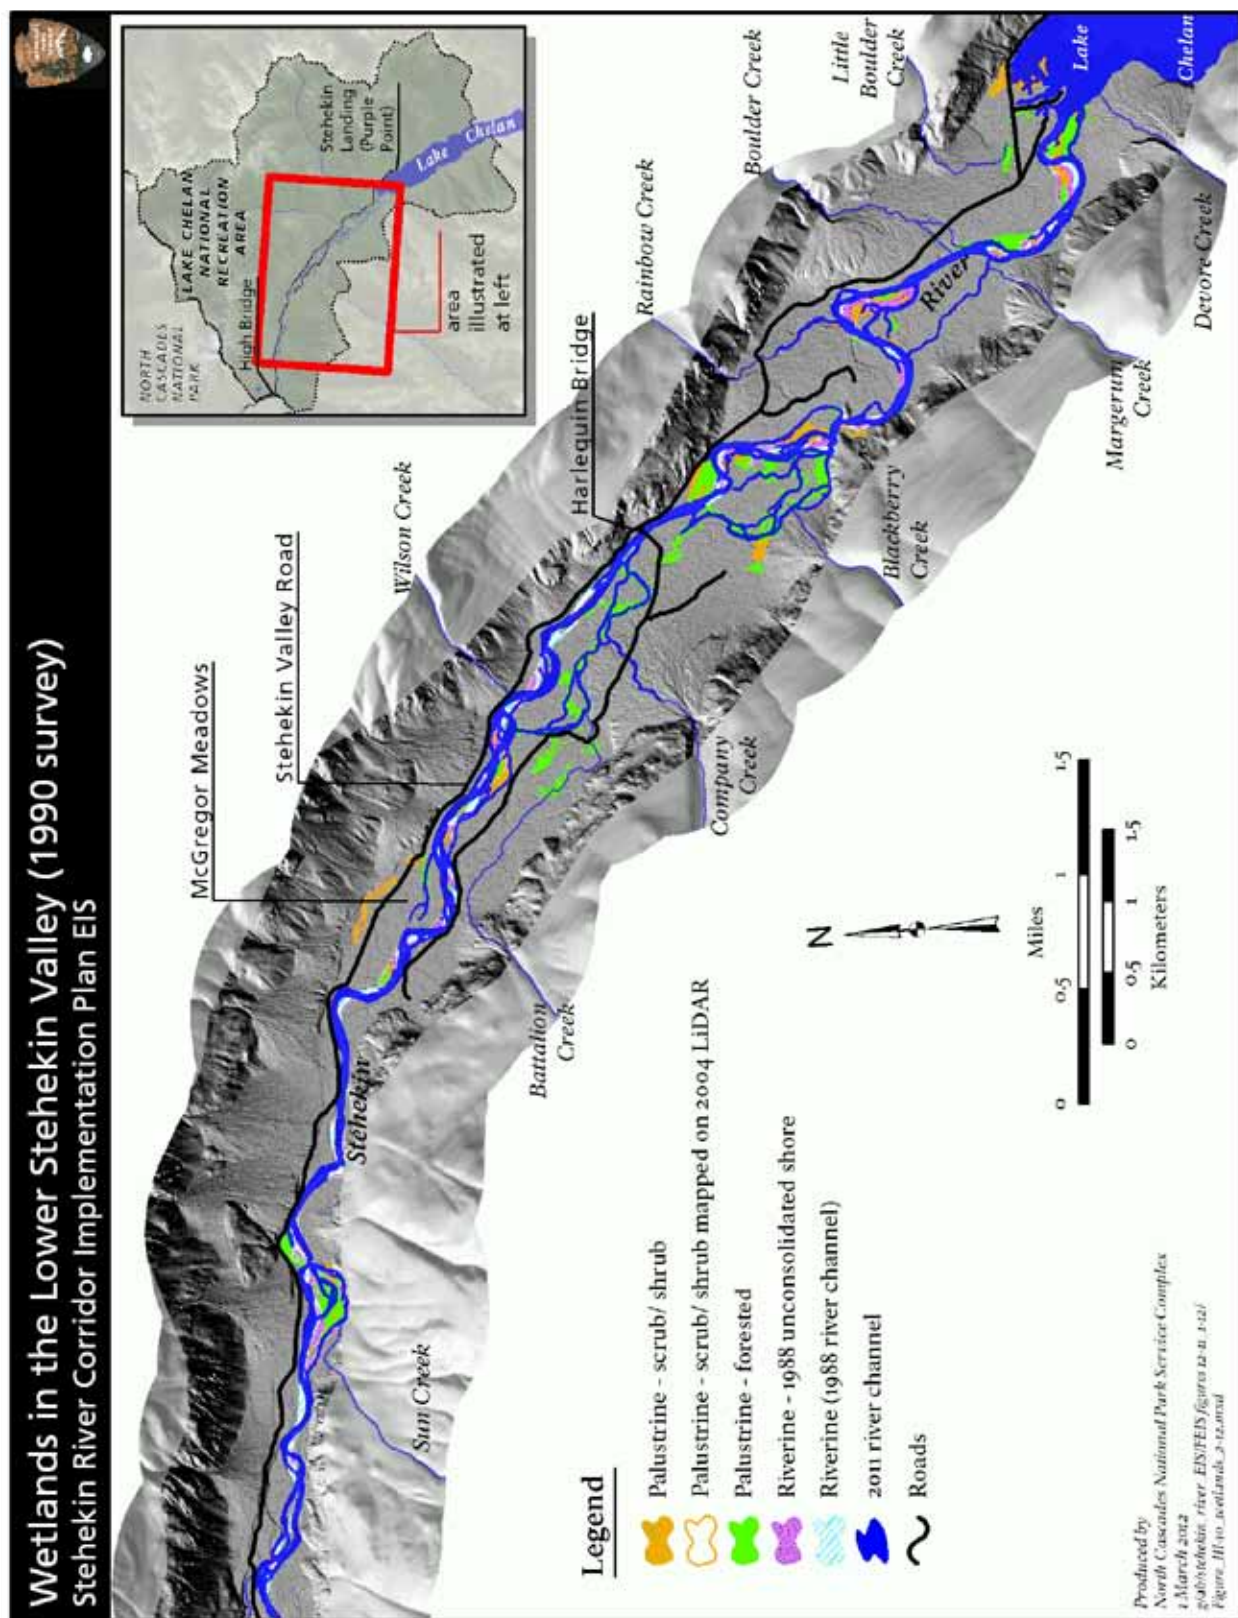 Wetlands in the Lower Stehekin Valley (1990 survey)
Stehekin River Corridor Implementation Plan EIS
NORTH
CASCADES
NATIONAL
PARK
LAKE CHELAN
NATIONAL
RECREATION
AREA
High Bridge
Stehekin
Landing
(Purple
Point)
Lake Chelan
area
illustrated
at left
McGregor Meadows
Stehekin Valley Road
Wilson Creek
Harlequin Bridge
Rainbow Creek
Boulder Creek
Little
Boulder
Creek
Lake
Chelan
Stehekin
River
Sun Creek
Battalion
Creek
Company
Creek
Blackberry
Creek
Margerum
Creek
Devore Creek
N
Legend
Palustrine - scrub/ shrub
Palustrine - scrub/ shrub mapped on 2004 LiDAR
Palustrine - forested
Riverine - 1988 unconsolidated shore
Riverine (1988 river channel)
2011 river channel
Roads
0 0.5 1 1.5
Miles
0 0.5 1 1.5
Kilometers
Produced by
North Cascades National Park Service Complex
1 March 2012